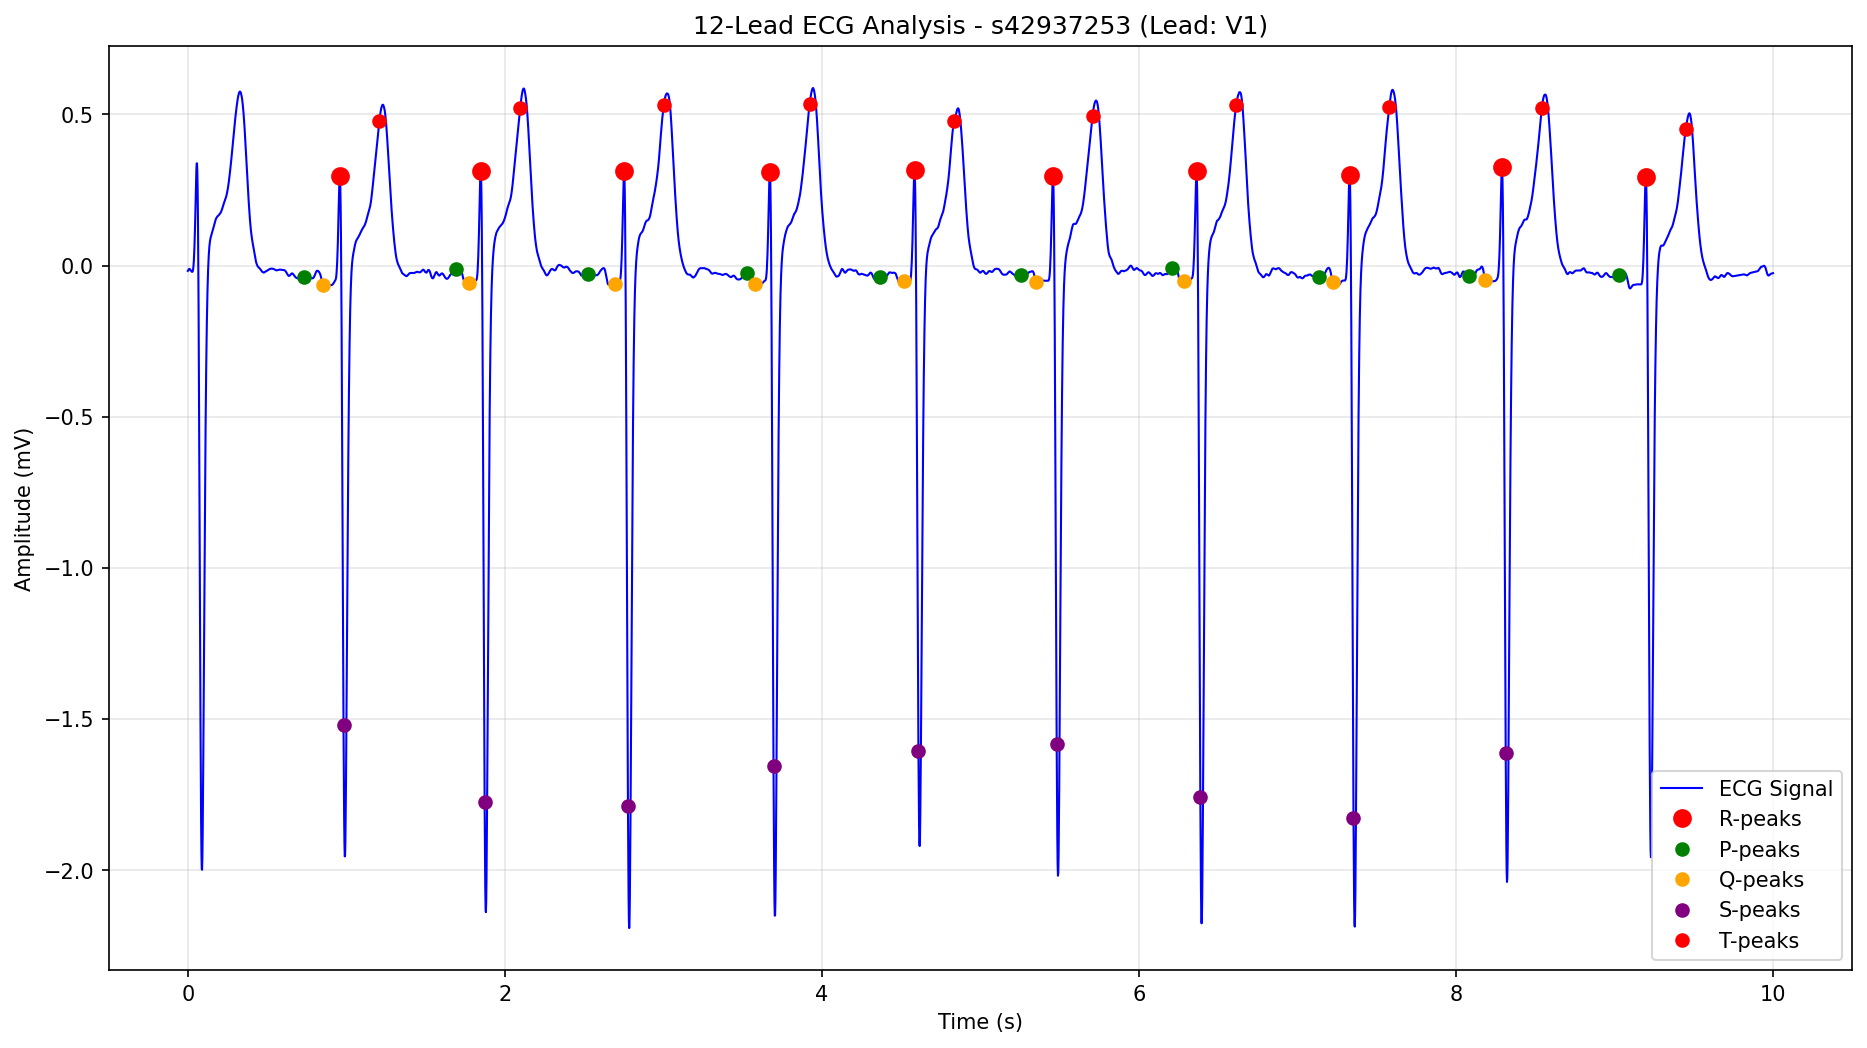 12-Lead ECG Analysis - s42937253 (Lead: V1)
Amplitude (mV)
0.5
0.0
−0.5
−1.0
−1.5
−2.0
ECG Signal
R-peaks
P-peaks
Q-peaks
S-peaks
T-peaks
0 2 4 6 8 10
Time (s)